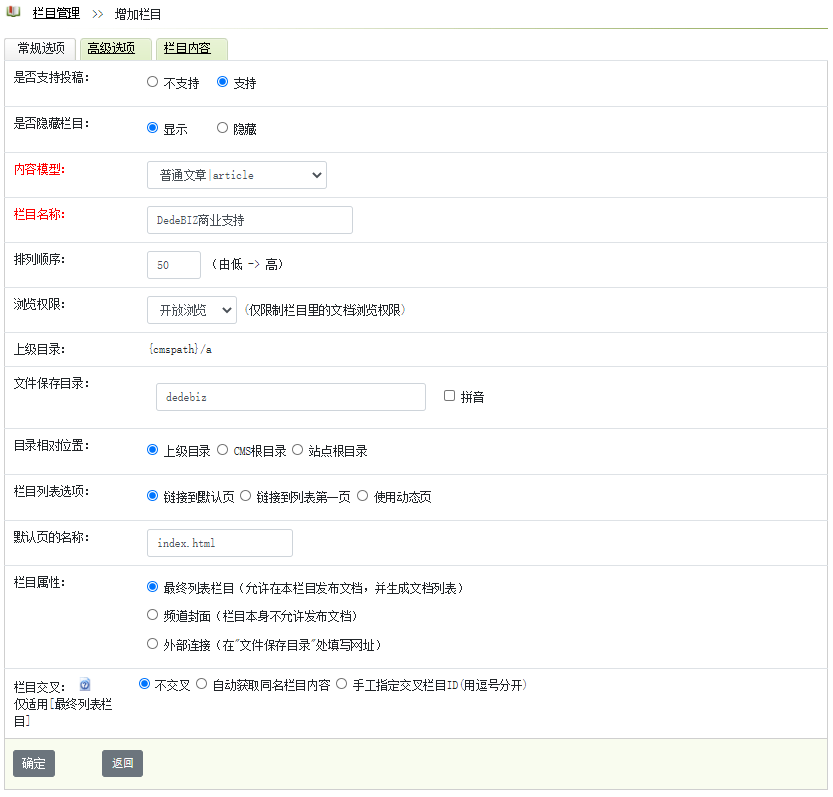 栏目管理 >> 增加栏目
常规选项 高级选项 栏目内容
是否支持投稿: 不支持 支持
是否隐藏栏目: 显示 隐藏
内容模型: 普通文章|article
栏目名称: DedeBIZ商业支持
排列顺序: 50 (由低 -> 高)
浏览权限: 开放浏览 (仅限制栏目里的文档浏览权限)
上级目录: {cmspath}/a
文件保存目录: dedebiz 拼音
目录相对位置: 上级目录 CMS根目录 站点根目录
栏目列表选项: 链接到默认页 链接到列表第一页 使用动态页
默认页的名称: index.html
栏目属性: 最终列表栏目(允许在本栏目发布文档,并生成文档列表)
频道封面(栏目本身不允许发布文档)
外部连接(在"文件保存目录"处填写网址)
栏目交叉: 不交叉 自动获取同名栏目内容 手工指定交叉栏目ID(用逗号分开)
仅适用[最终列表栏
目]
确定 返回